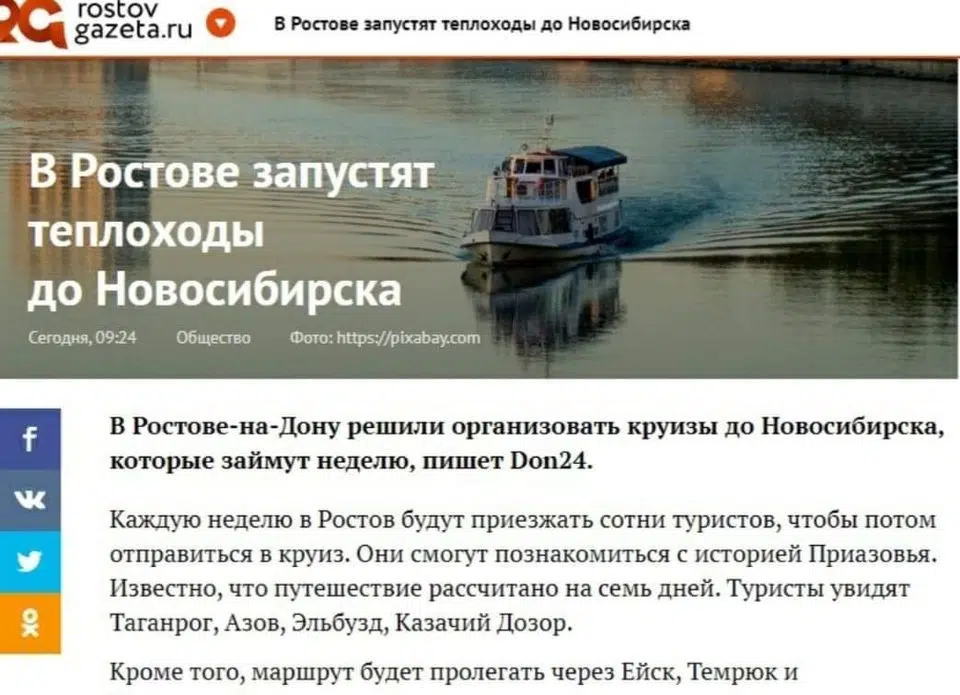 rostov
gazeta.ru
В Ростове запустят теплоходы до Новосибирска
В Ростове запустят
теплоходы
до Новосибирска
Сегодня, 09:24 Общество Фото: https://pixabay.com
В Ростове-на-Дону решили организовать круизы до Новосибирска,
которые займут неделю, пишет Don24.
Каждую неделю в Ростов будут приезжать сотни туристов, чтобы потом
отправиться в круиз. Они смогут познакомиться с историей Приазовья.
Известно, что путешествие рассчитано на семь дней. Туристы увидят
Таганрог, Азов, Эльбузд, Казачий Дозор.
Кроме того, маршрут будет пролегать через Ейск, Темрюк и